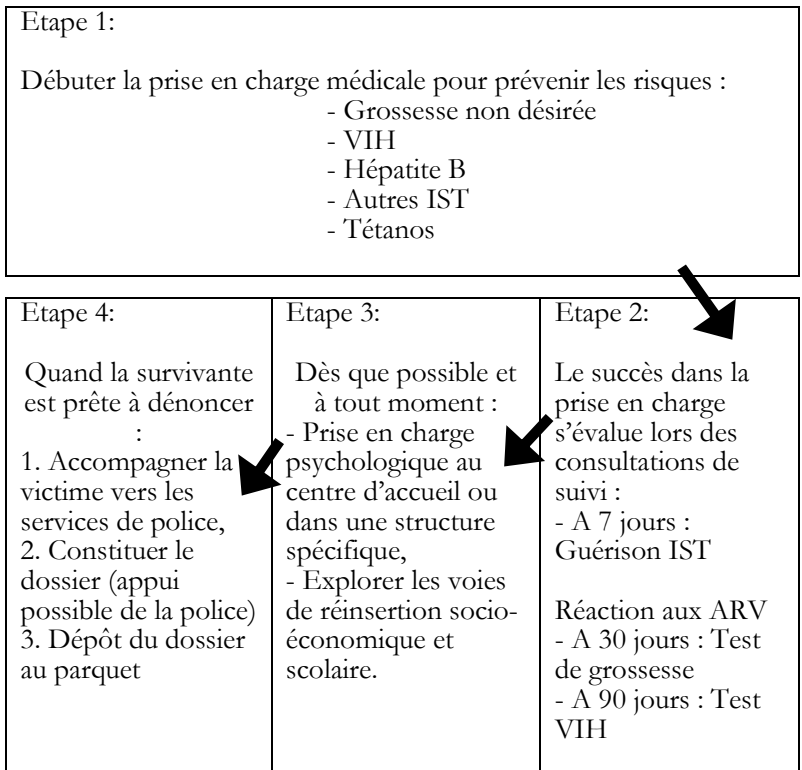 Etape 1:
Débuter la prise en charge médicale pour prévenir les risques :
- Grossesse non désirée
- VIH
- Hépatite B
- Autres IST
- Tétanos
Etape 2:
Le succès dans la
prise en charge
s’évalue lors des
consultations de
suivi :
- A 7 jours :
Guérison IST
Réaction aux ARV
- A 30 jours : Test
de grossesse
- A 90 jours : Test
VIH
Etape 3:
Dès que possible et
à tout moment :
- Prise en charge
psychologique au
centre d’accueil ou
dans une structure
spécifique,
- Explorer les voies
de réinsertion socio-
économique et
scolaire.
Etape 4:
Quand la survivante
est prête à dénoncer
:
1. Accompagner la
victime vers les
services de police,
2. Constituer le
dossier (appui
possible de la police)
3. Dépôt du dossier
au parquet